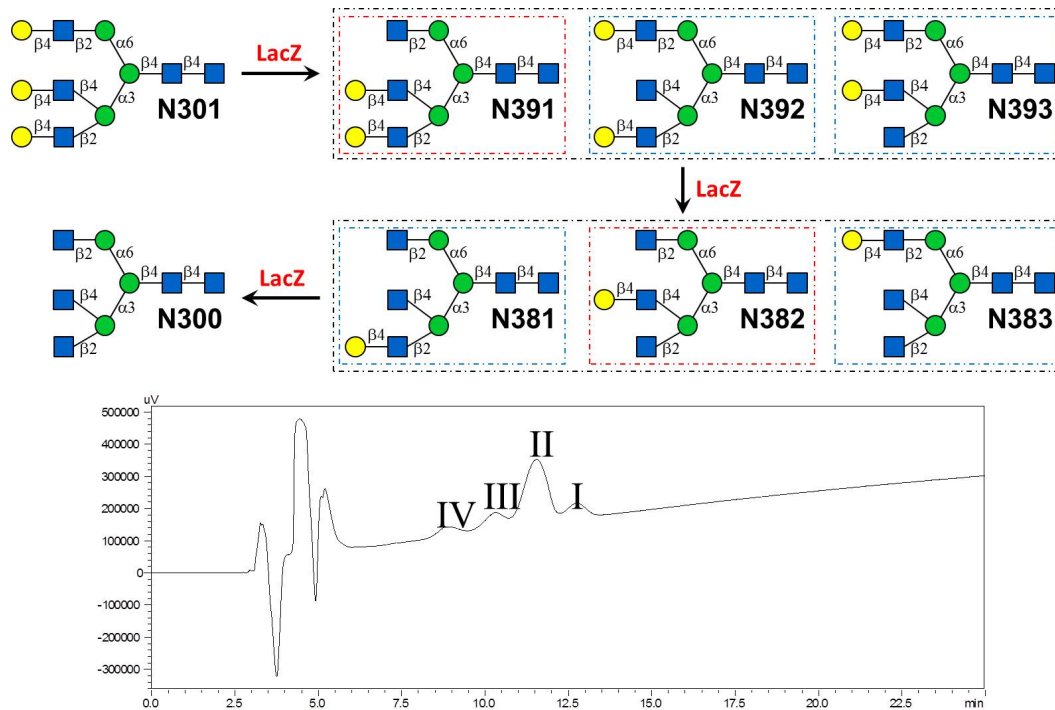 LacZ
β4 β2 α6 β4 β4 β4 α3 β4 β2 N301
β2 α6 β4 β4 β4 β4 α3 β4 β2 N391
β4 β2 α6 β4 β4 β4 α3 β4 β2 N392
β4 β2 α6 β4 β4 β4 β4 α3 β2 N393
LacZ
β2 α6 β4 β4 β4 α3 β2 N300
LacZ
β2 α6 β4 β4 β4 α3 β4 β2 N381
β2 α6 β4 β4 β4 β4 α3 β2 N382
β4 β2 α6 β4 β4 β4 α3 β2 N383
uV
500000
400000
300000
200000
100000
0
-100000
-200000
-300000
IV III II I
0.0 2.5 5.0 7.5 10.0 12.5 15.0 17.5 20.0 22.5 min